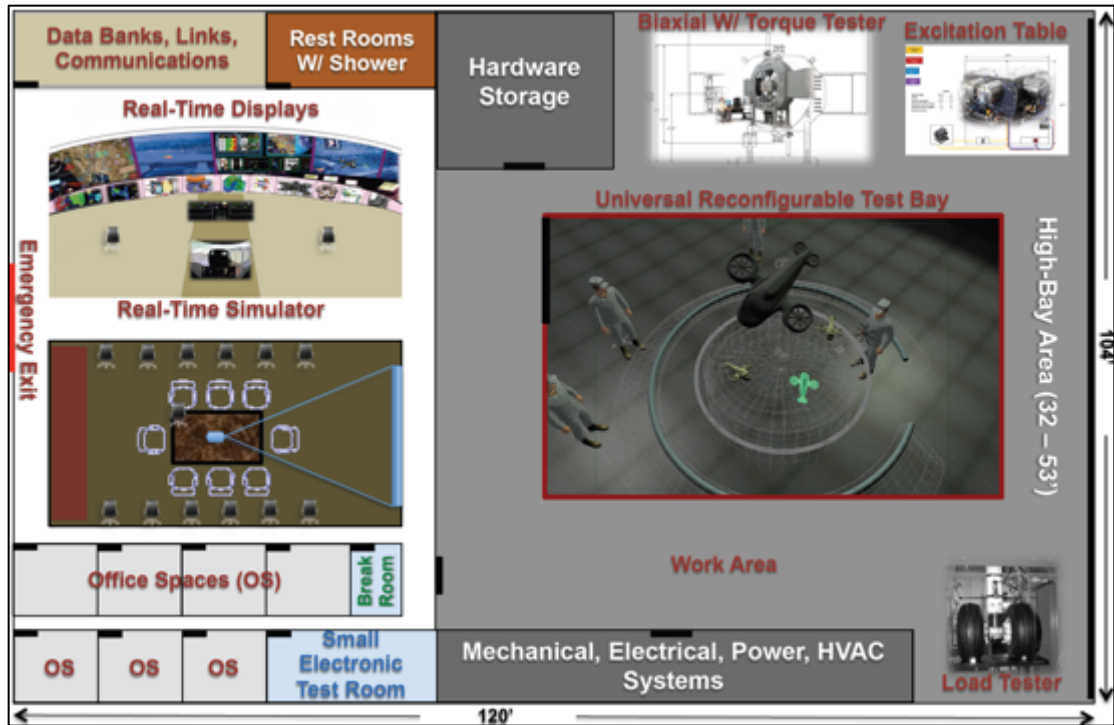 Data Banks, Links,
Communications
Rest Rooms
W/ Shower
Hardware
Storage
Biaxial W/ Torque Tester
Excitation Table
Real-Time Displays
Universal Reconfigurable Test Bay
Emergency Exit
Real-Time Simulator
High-Bay Area (32 – 53')
104'
Office Spaces (OS)
Break
Room
Work Area
OS
OS
OS
Small
Electronic
Test Room
Mechanical, Electrical, Power, HVAC
Systems
Load Tester
120'